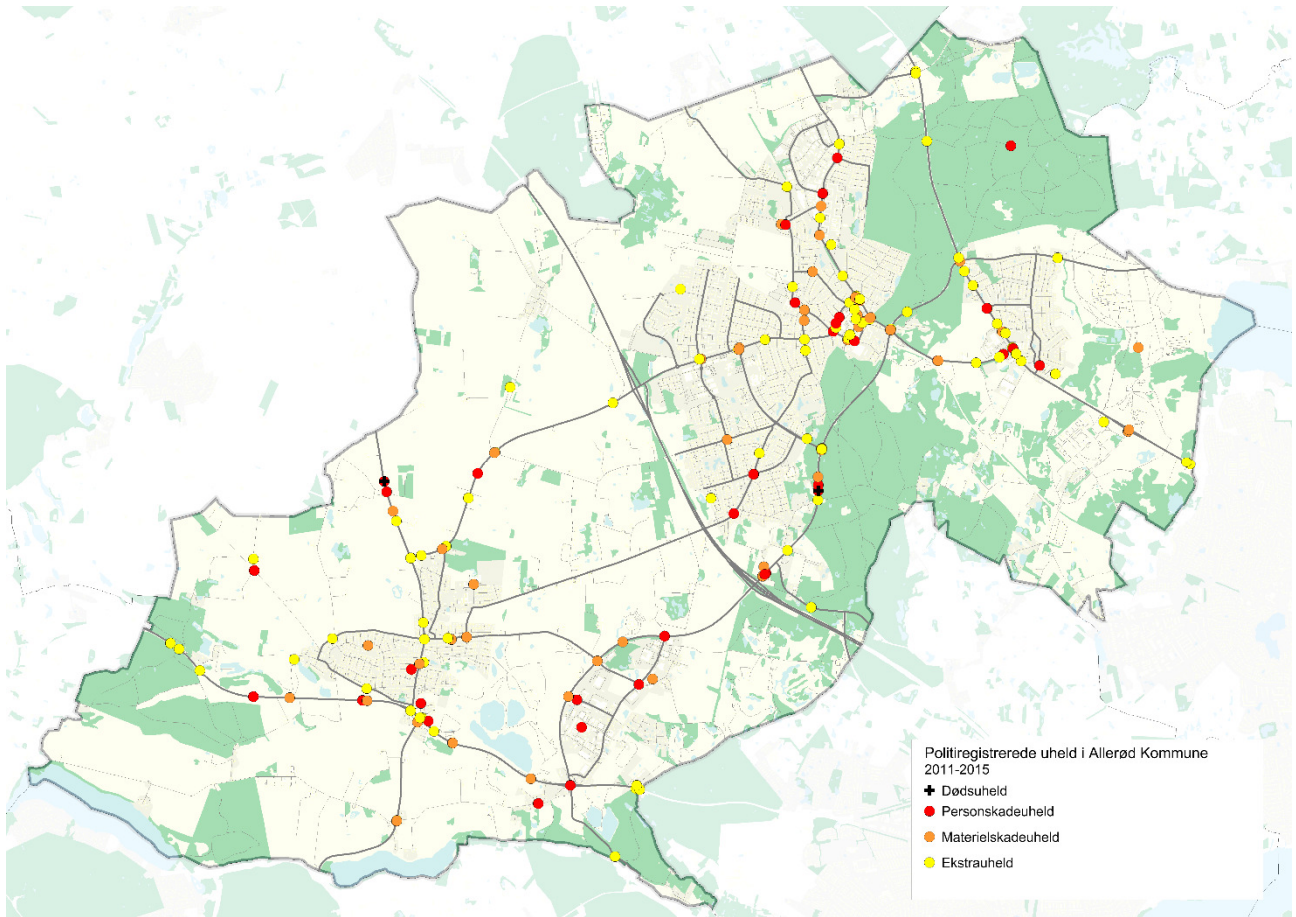 Politiregistrerede uheld i Allerød Kommune
2011-2015
Dødsuheld
Personskadeuheld
Materielskadeuheld
Ekstrauheld